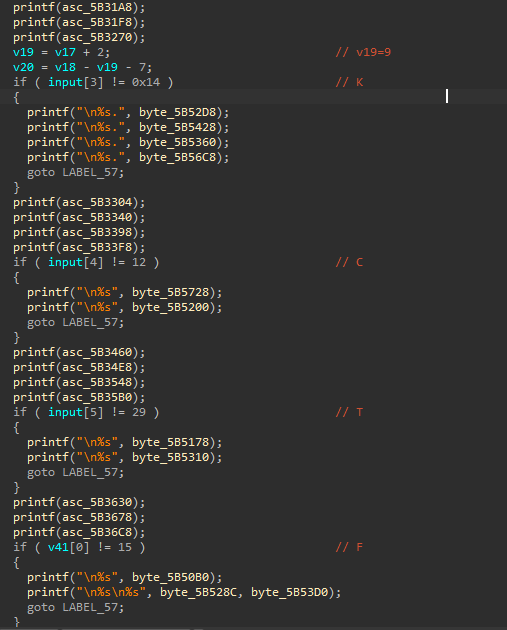 printf(asc_5B31A8);
printf(asc_5B31F8);
printf(asc_5B3270);
v19 = v17 + 2; // v19=9
v20 = v18 - v19 - 7;
if ( input[3] != 0x14 ) // K
{
printf("\n%s.", byte_5B52D8);
printf("\n%s.", byte_5B5428);
printf("\n%s.", byte_5B5360);
printf("\n%s.", byte_5B56C8);
goto LABEL_57;
}
printf(asc_5B3304);
printf(asc_5B3340);
printf(asc_5B3398);
printf(asc_5B33F8);
if ( input[4] != 12 ) // C
{
printf("\n%s", byte_5B5728);
printf("\n%s", byte_5B5200);
goto LABEL_57;
}
printf(asc_5B3460);
printf(asc_5B34E8);
printf(asc_5B3548);
printf(asc_5B35B0);
if ( input[5] != 29 ) // T
{
printf("\n%s", byte_5B5178);
printf("\n%s", byte_5B5310);
goto LABEL_57;
}
printf(asc_5B3630);
printf(asc_5B3678);
printf(asc_5B36C8);
if ( v41[0] != 15 ) // F
{
printf("\n%s", byte_5B50B0);
printf("\n%s\n%s", byte_5B528C, byte_5B53D0);
goto LABEL_57;
}